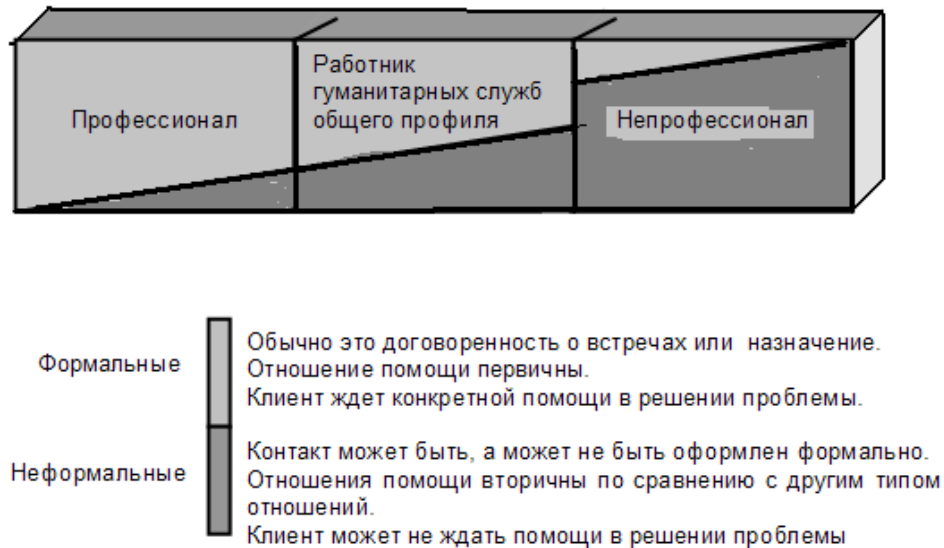 Профессионал
Работник
гуманитарных служб
общего профиля
Непрофессионал
Формальные
Обычно это договоренность о встречах или назначение.
Отношение помощи первичны.
Клиент ждет конкретной помощи в решении проблемы.
Неформальные
Контакт может быть, а может не быть оформлен формально.
Отношения помощи вторичны по сравнению с другим типом
отношений.
Клиент может не ждать помощи в решении проблемы